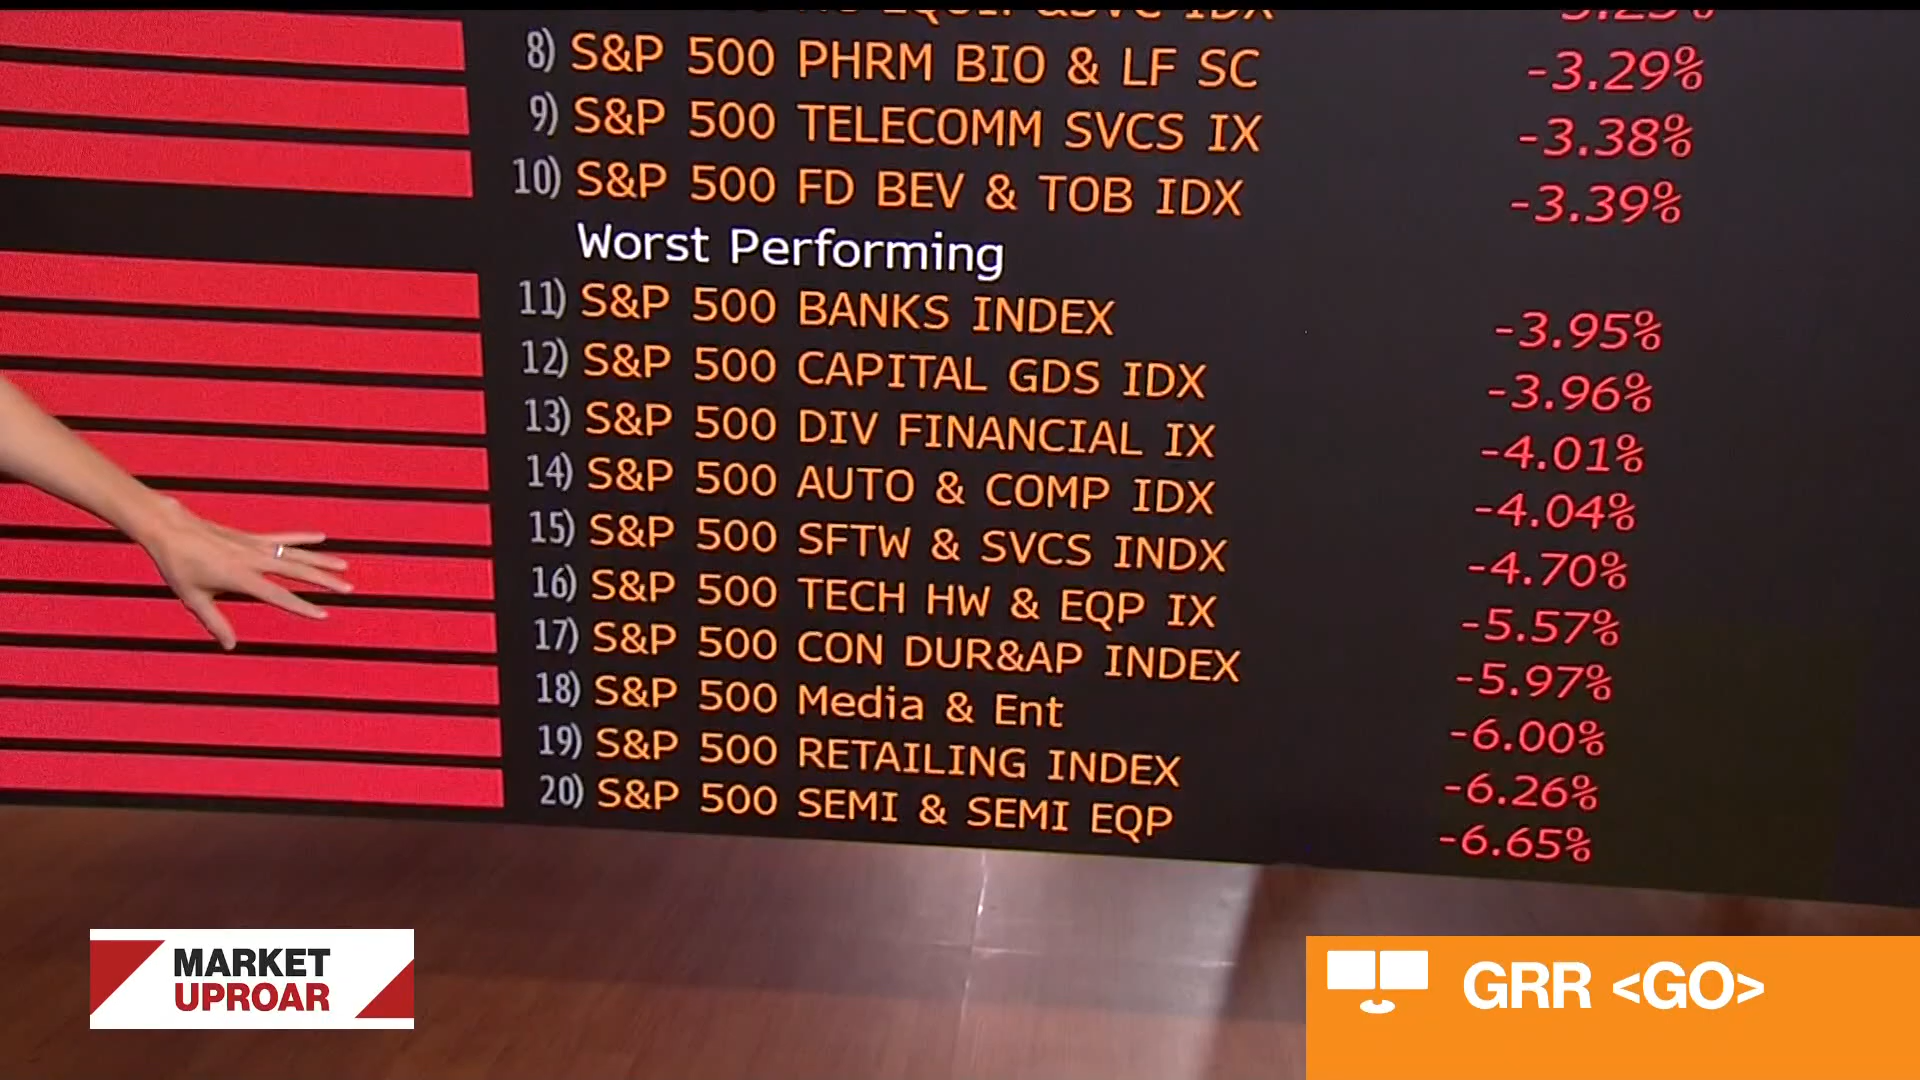 IDX
8) S&P 500 PHRM BIO & LF SC -3.29%
9) S&P 500 TELECOMM SVCS IX -3.38%
10) S&P 500 FD BEV & TOB IDX -3.39%
Worst Performing
11) S&P 500 BANKS INDEX -3.95%
12) S&P 500 CAPITAL GDS IDX -3.96%
13) S&P 500 DIV FINANCIAL IX -4.01%
14) S&P 500 AUTO & COMP IDX -4.04%
15) S&P 500 SFTW & SVCS INDX -4.70%
16) S&P 500 TECH HW & EQP IX -5.57%
17) S&P 500 CON DUR&AP INDEX -5.97%
18) S&P 500 Media & Ent -6.00%
19) S&P 500 RETAILING INDEX -6.26%
20) S&P 500 SEMI & SEMI EQP -6.65%
MARKET
UPROAR
GRR <GO>